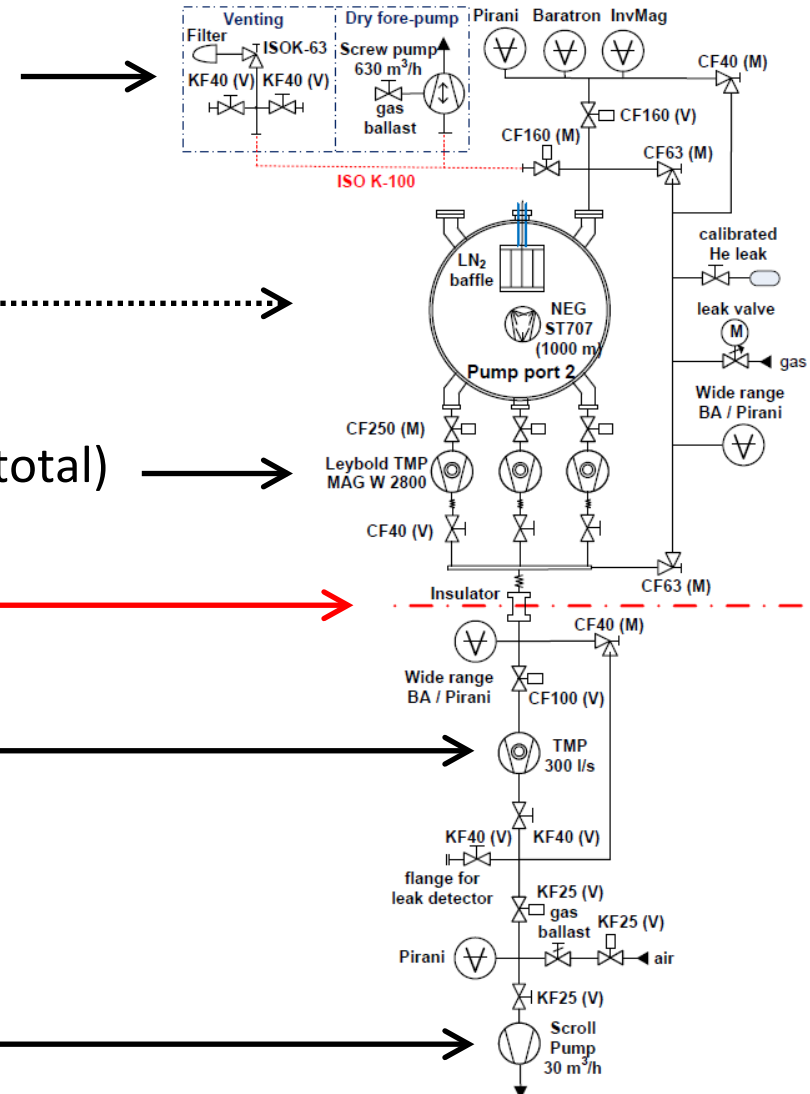 Venting
Dry fore-pump
Pirani
Baratron
InvMag
Filter
ISOK-63
Screw pump
630 m³/h
KF40 (V)
KF40 (V)
CF40 (M)
gas
ballast
CF160 (V)
CF160 (M)
CF63 (M)
ISO K-100
LN₂
baffle
calibrated
He leak
NEG
ST707
(1000 m)
leak valve
M
gas
Pump port 2
Wide range
BA / Pirani
CF250 (M)
total)
Leybold TMP
MAG W 2800
CF40 (V)
CF63 (M)
Insulator
CF40 (M)
Wide range
BA / Pirani
CF100 (V)
TMP
300 l/s
KF40 (V)
KF40 (V)
flange for
leak detector
KF25 (V)
gas
ballast
KF25 (V)
Pirani
air
KF25 (V)
Scroll
Pump
30 m³/h